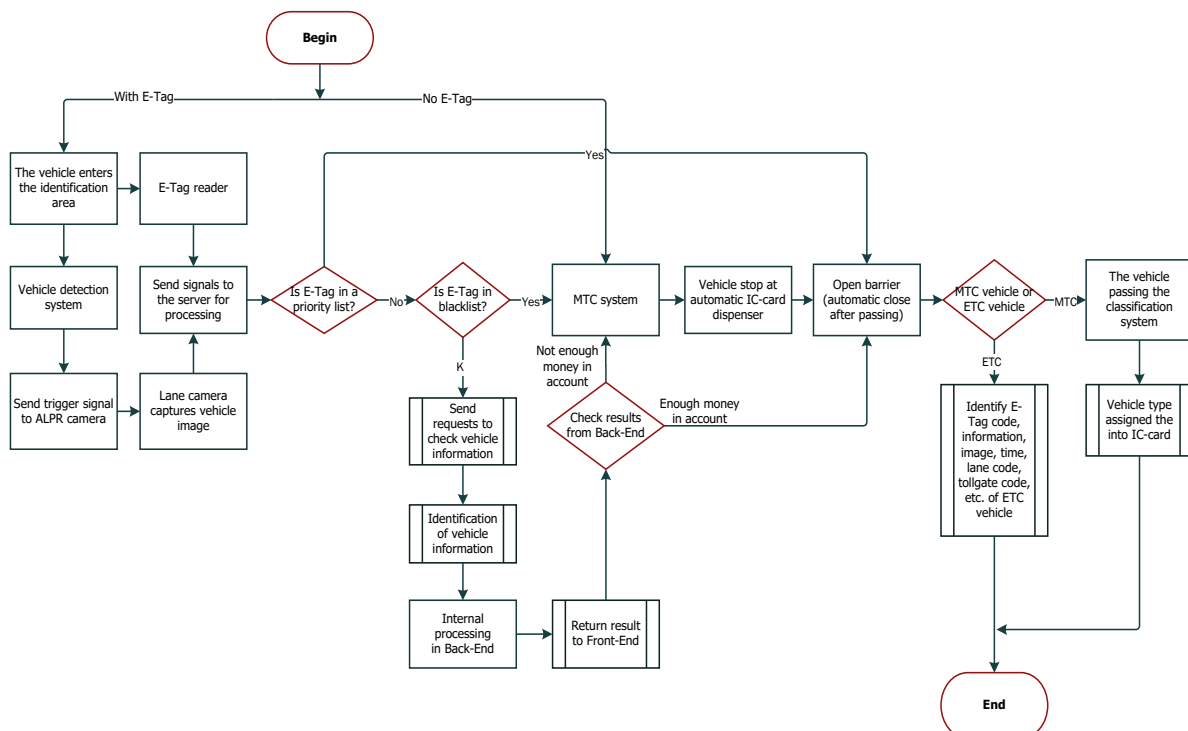 Begin
With E-Tag
No E-Tag
The vehicle enters
the identification
area
E-Tag reader
Yes
Vehicle detection
system
Send signals to
the server for
processing
Is E-Tag in a
priority list?
No
Is E-Tag in
blacklist?
Yes
MTC system
Vehicle stop at
automatic IC-card
dispenser
Open barrier
(automatic close
after passing)
MTC vehicle or
ETC vehicle
MTC
The vehicle
passing the
classification
system
Send trigger signal
to ALPR camera
Lane camera
captures vehicle
image
K
Not enough
money in
account
ETC
Send
requests to
check vehicle
information
Check results
from Back-End
Enough money
in account
Identify E-
Tag code,
information,
image, time,
lane code,
tollgate code,
etc. of ETC
vehicle
Vehicle type
assigned the
into IC-card
Identification
of vehicle
information
Internal
processing
in Back-End
Return result
to Front-End
End